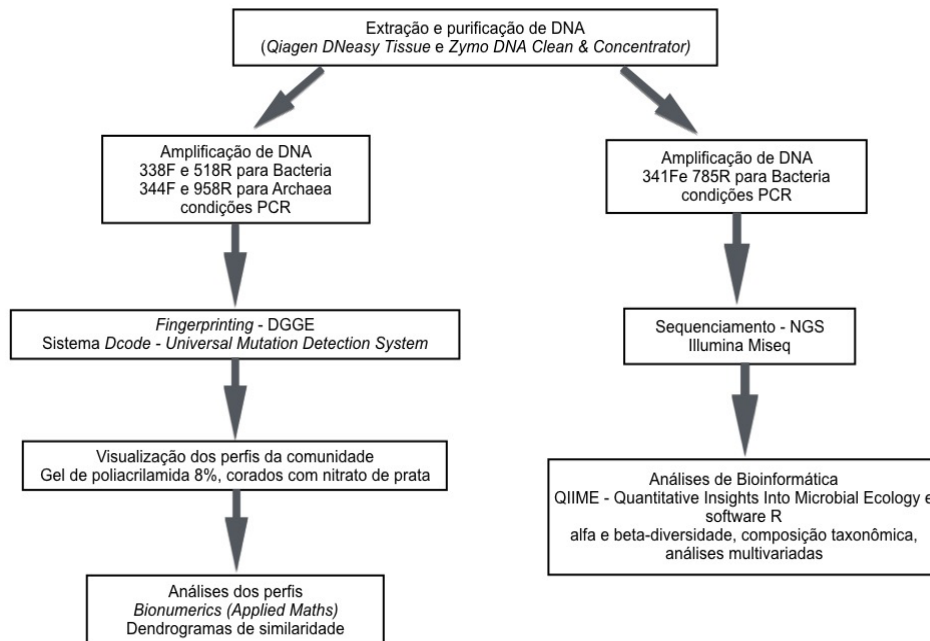 Extração e purificação de DNA
(Qiagen DNeasy Tissue e Zymo DNA Clean & Concentrator)
Amplificação de DNA
338F e 518R para Bacteria
344F e 958R para Archaea
condições PCR
Amplificação de DNA
341Fe 785R para Bacteria
condições PCR
Fingerprinting - DGGE
Sistema Dcode - Universal Mutation Detection System
Sequenciamento - NGS
Illumina Miseq
Visualização dos perfis da comunidade
Gel de poliacrilamida 8%, corados com nitrato de prata
Análises de Bioinformática
QIIME - Quantitative Insights Into Microbial Ecology e
software R
alfa e beta-diversidade, composição taxonômica,
análises multivariadas
Análises dos perfis
Bionumerics (Applied Maths)
Dendrogramas de similaridade